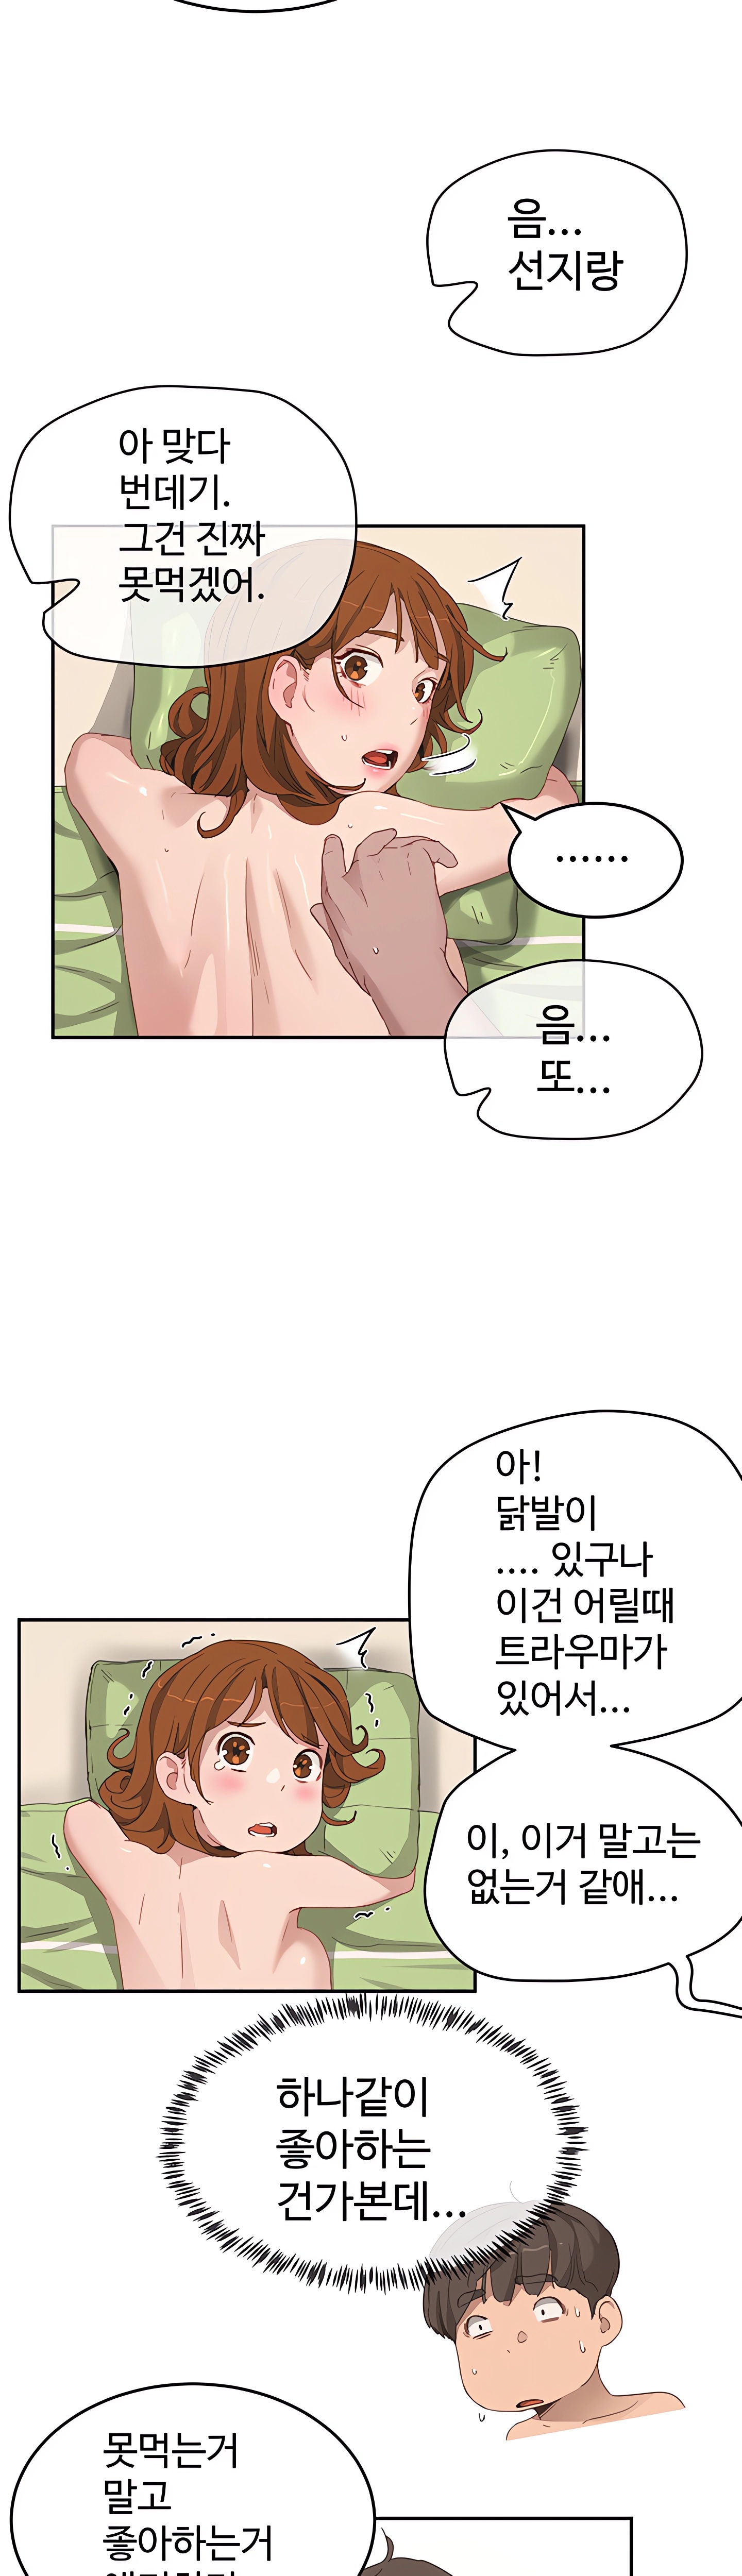 음...
선지랑
아 맞다
번데기.
그건 진짜
못먹겠어.
......
음...
또...
아!
닭발이
.... 있구나
이건 어릴때
트라우마가
있어서...
이, 이거 말고는
없는거 같애...
하나같이
좋아하는
건가본데...
못먹는거
말고
좋아하는거